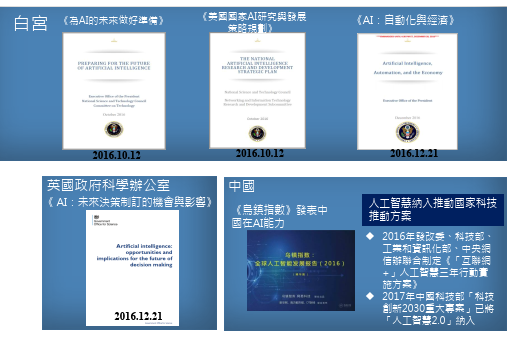 白宮
《為AI的未來做好準備》
《美國國家AI研究與發展
策略規劃》
《AI：自動化與經濟》
PREPARING FOR THE FUTURE
OF ARTIFICIAL INTELLIGENCE
Executive Office of the President
National Science and Technology Council
Committee on Technology
October 2016
2016.10.12
THE NATIONAL
ARTIFICIAL INTELLIGENCE
RESEARCH AND DEVELOPMENT
STRATEGIC PLAN
National Science and Technology Council
Networking and Information Technology
Research and Development Subcommittee
October 2016
2016.10.12
Artificial Intelligence,
Automation, and the Economy
Executive Office of the President
December 2016
2016.12.21
英國政府科學辦公室
《 AI：未來決策制訂的機會與影響》
Government
Office for Science
Artificial intelligence:
opportunities and
implications for the future of
decision making
2016.12.21
中國
《烏鎮指數》發表中
國在AI能力
乌镇指数：
全球人工智能发展报告（2016）
人工智慧納入推動國家科技
推動方案
◆ 2016年發改委、科技部、
工業和資訊化部、中央網
信辦聯合制定《「互聯網
+」人工智慧三年行動實
施方案》
◆ 2017年中國科技部「科技
創新2030重大專案」已將
「人工智慧2.0」納入